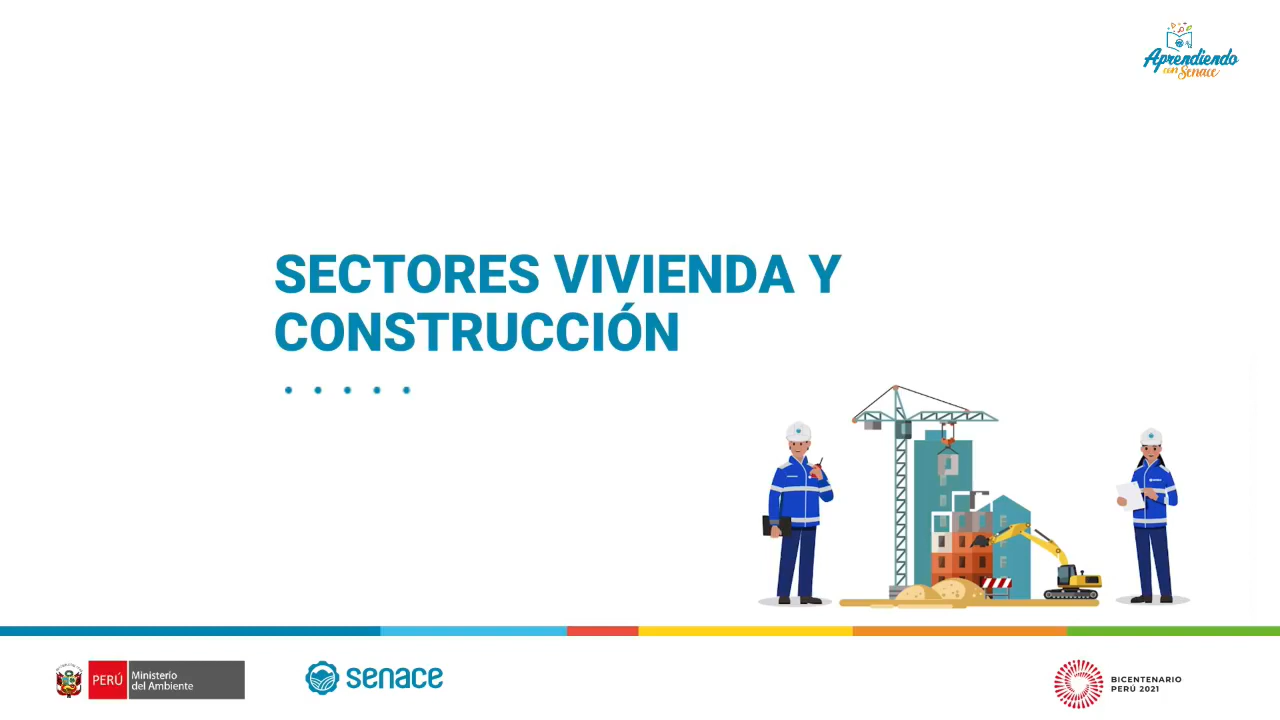 Aprendiendo
con Senace
SECTORES VIVIENDA Y
CONSTRUCCIÓN
PERÚ
Ministerio
del Ambiente
senace
BICENTENARIO
PERÚ 2021